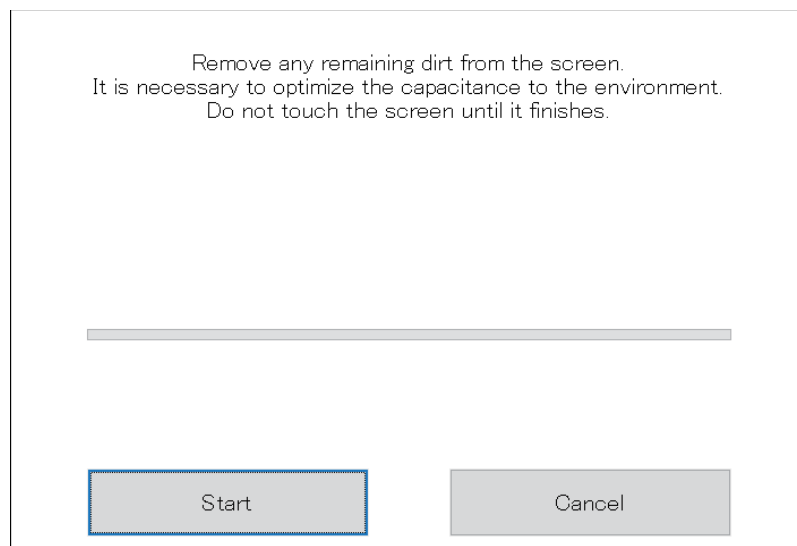 Remove any remaining dirt from the screen.
It is necessary to optimize the capacitance to the environment.
Do not touch the screen until it finishes.
Start
Cancel